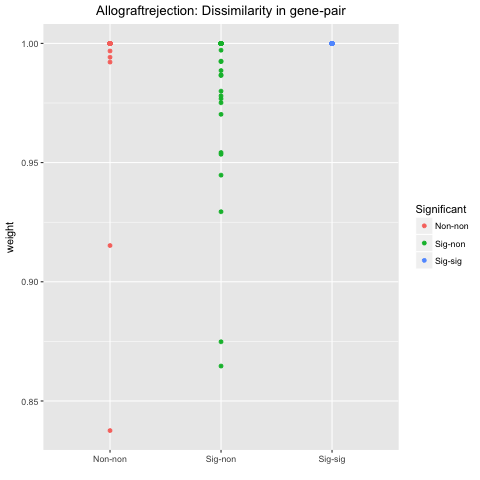 Allograftrejection: Dissimilarity in gene-pair
1.00
0.95
0.90
0.85
weight
Non-non
Sig-non
Sig-sig
Significant
Non-non
Sig-non
Sig-sig